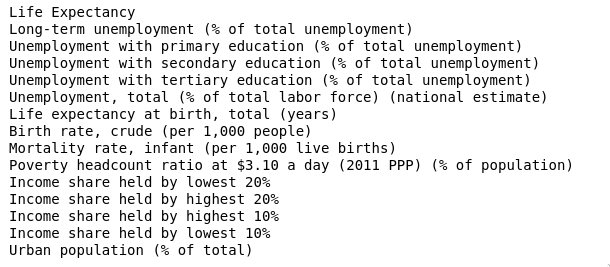 Life Expectancy
Long-term unemployment (% of total unemployment)
Unemployment with primary education (% of total unemployment)
Unemployment with secondary education (% of total unemployment)
Unemployment with tertiary education (% of total unemployment)
Unemployment, total (% of total labor force) (national estimate)
Life expectancy at birth, total (years)
Birth rate, crude (per 1,000 people)
Mortality rate, infant (per 1,000 live births)
Poverty headcount ratio at $3.10 a day (2011 PPP) (% of population)
Income share held by lowest 20%
Income share held by highest 20%
Income share held by highest 10%
Income share held by lowest 10%
Urban population (% of total)